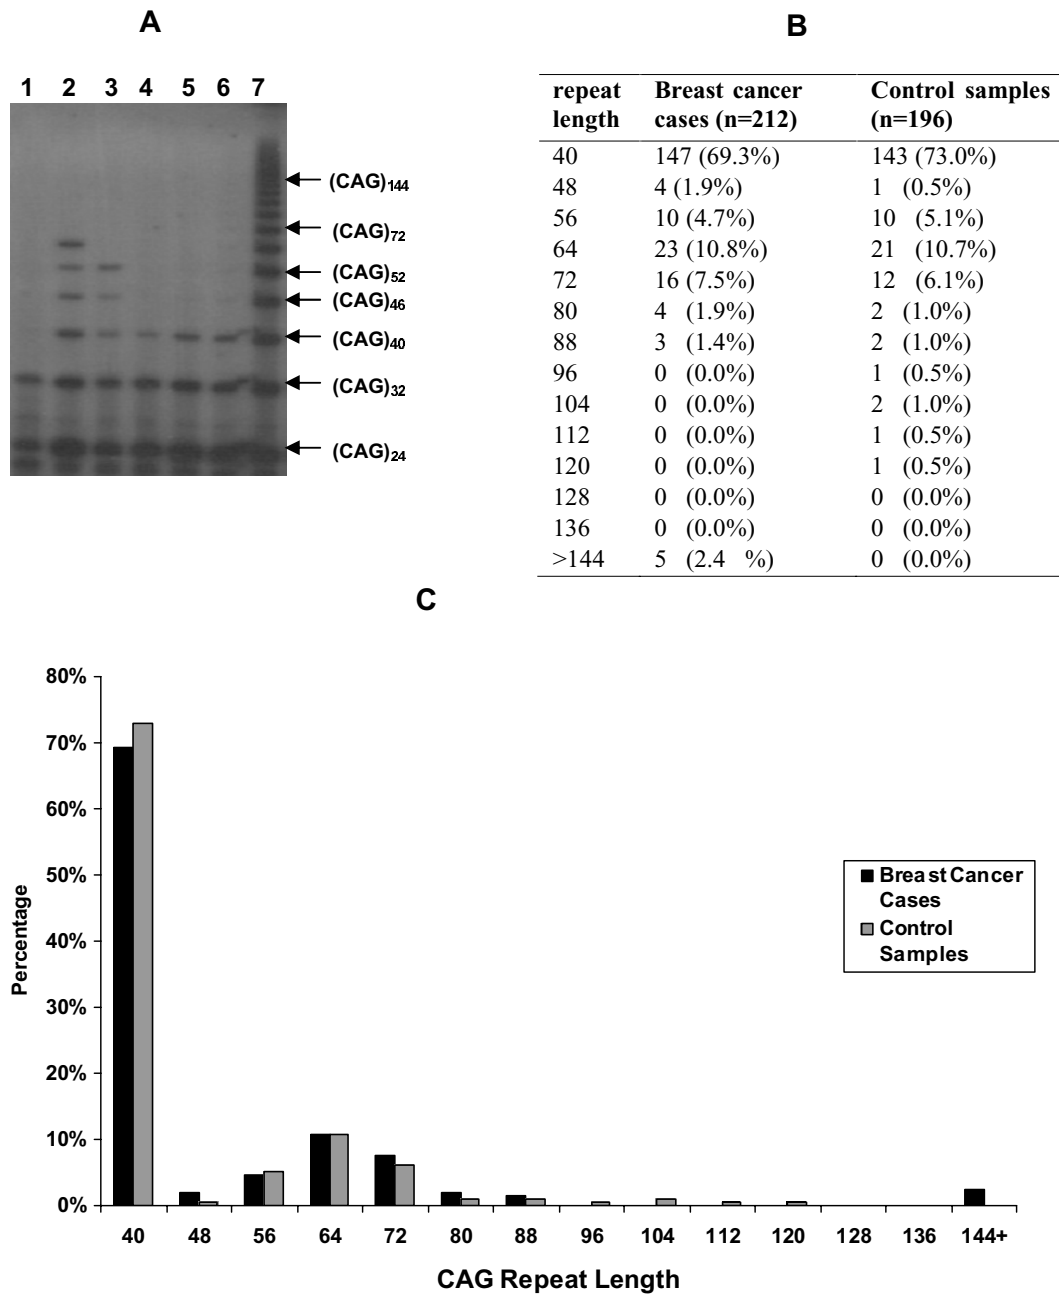 A
1 2 3 4 5 6 7
(CAG)144
(CAG)72
(CAG)52
(CAG)46
(CAG)40
(CAG)32
(CAG)24
B
repeat length Breast cancer cases (n=212) Control samples (n=196)
40 147 (69.3%) 143 (73.0%)
48 4 (1.9%) 1 (0.5%)
56 10 (4.7%) 10 (5.1%)
64 23 (10.8%) 21 (10.7%)
72 16 (7.5%) 12 (6.1%)
80 4 (1.9%) 2 (1.0%)
88 3 (1.4%) 2 (1.0%)
96 0 (0.0%) 1 (0.5%)
104 0 (0.0%) 2 (1.0%)
112 0 (0.0%) 1 (0.5%)
120 0 (0.0%) 1 (0.5%)
128 0 (0.0%) 0 (0.0%)
136 0 (0.0%) 0 (0.0%)
>144 5 (2.4 %) 0 (0.0%)
C
80%
70%
60%
50%
40%
30%
20%
10%
0%
Percentage
Breast Cancer
Cases
Control
Samples
40 48 56 64 72 80 88 96 104 112 120 128 136 144+
CAG Repeat Length